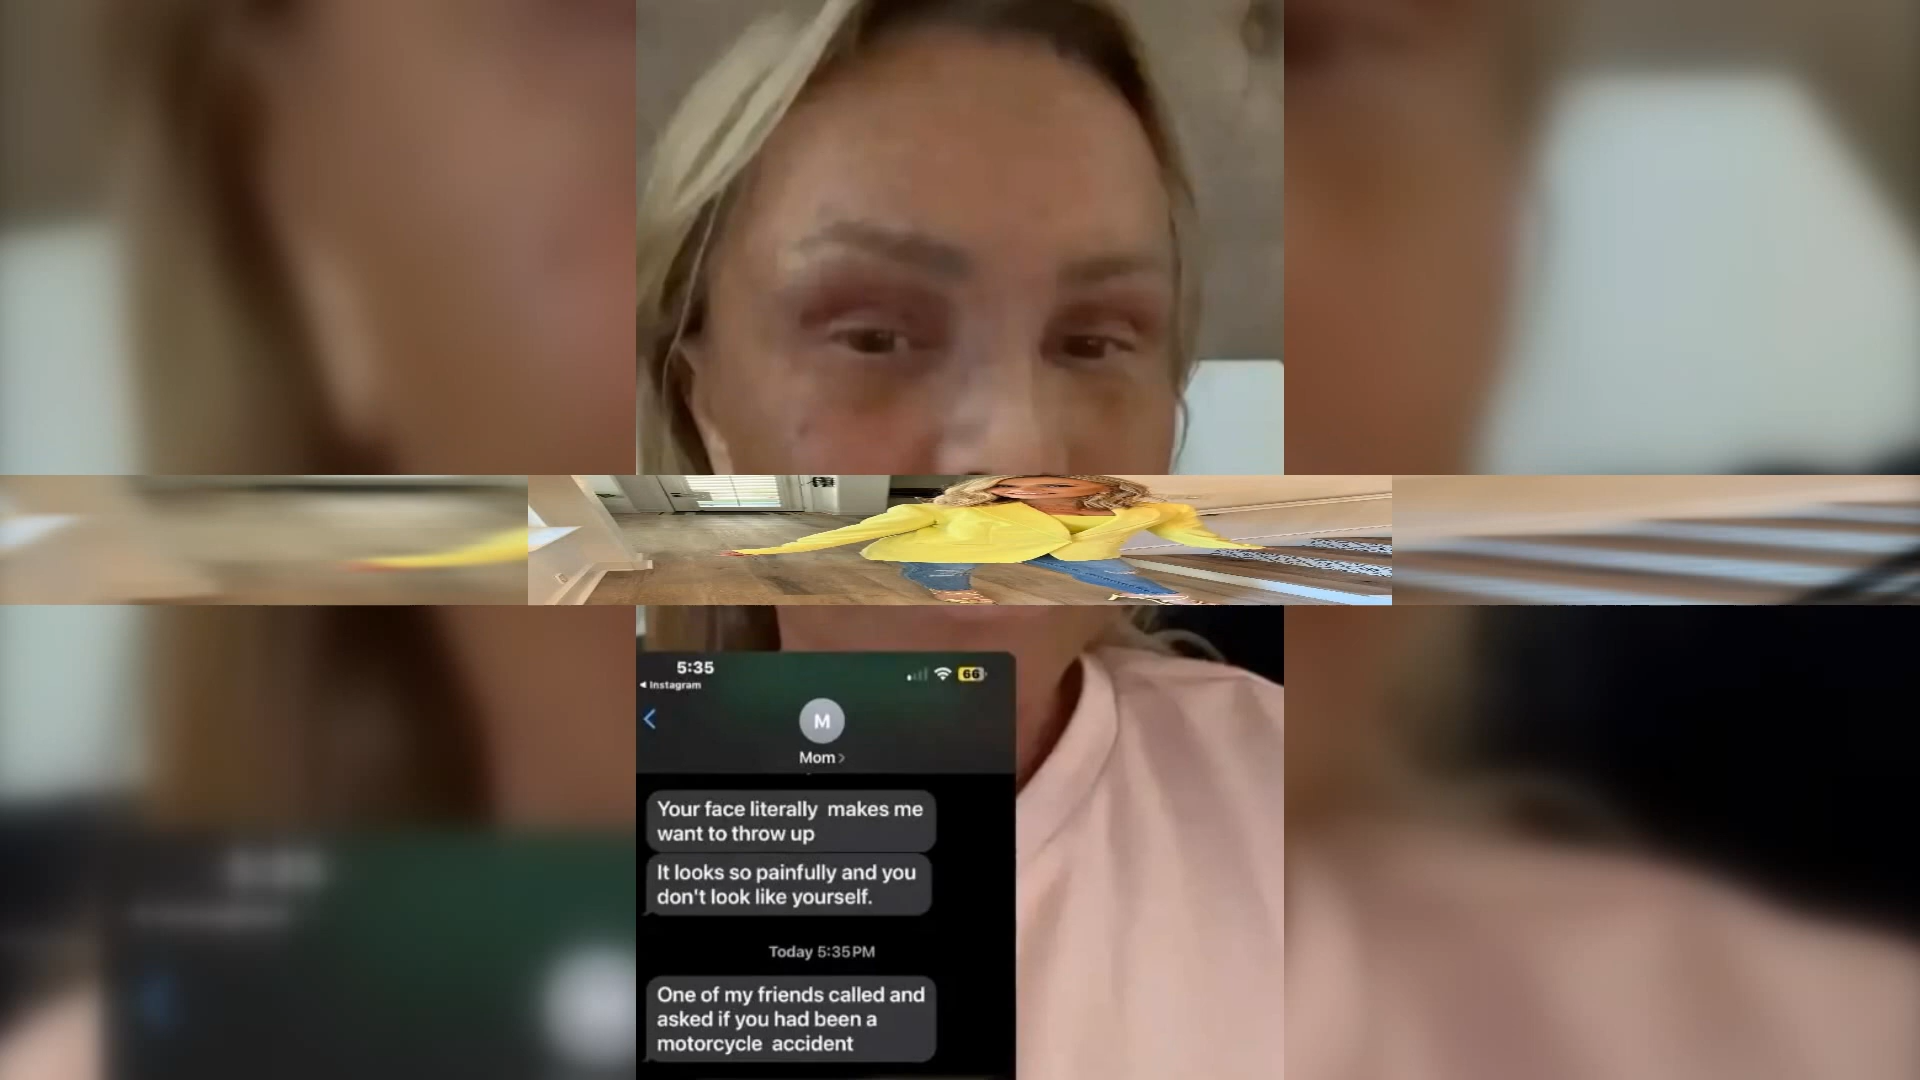 5:35
66
Instagram
M
Mom
Your face literally makes me
want to throw up
It looks so painfully and you
don't look like yourself.
Today 5:35PM
One of my friends called and
asked if you had been a
motorcycle accident